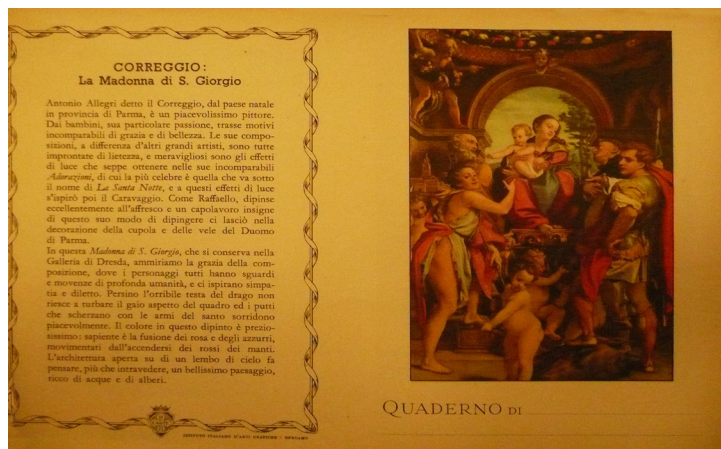 CORREGGIO:
La Madonna di S. Giorgio
Antonio Allegri detto il Correggio, dal paese natale
in provincia di Parma, è un piacevolissimo pittore.
Dai bambini, sua particolare passione, trasse motivi
incomparabili di grazia e di bellezza. Le sue compo-
sizioni, a differenza d'altri grandi artisti, sono tutte
improntate di lietezza, e meravigliosi sono gli effetti
di luce che seppe ottenere nelle sue incomparabili
Adorazioni, di cui la più celebre è quella che va sotto
il nome di La Santa Notte, e a questi effetti di luce
s'ispirò poi il Caravaggio. Come Raffaello, dipinse
eccellentemente all'affresco e un capolavoro insigne
di questo suo modo di dipingere ci lasciò nella
decorazione della cupola e delle vele del Duomo
di Parma.
In questa Madonna di S. Giorgio, che si conserva nella
Galleria di Dresda, ammiriamo la grazia della com-
posizione, dove i personaggi tutti hanno sguardi
e movenze di profonda umanità, e ci ispirano simpa-
tia e diletto. Persino l'orribile testa del drago non
riesce a turbare il gaio aspetto del quadro ed i putti
che scherzano con le armi del santo sorridono
piacevolmente. Il colore in questo dipinto è prezio-
sissimo: sapiente è la fusione dei rosa e degli azzurri,
movimentati dall'accendersi dei rossi dei manti.
L'architettura aperta su di un lembo di cielo fa
pensare, più che intravedere, un bellissimo paesaggio,
ricco di acque e di alberi.
ISTITUTO ITALIANO D'ARTI GRAFICHE - BERGAMO
QUADERNO DI